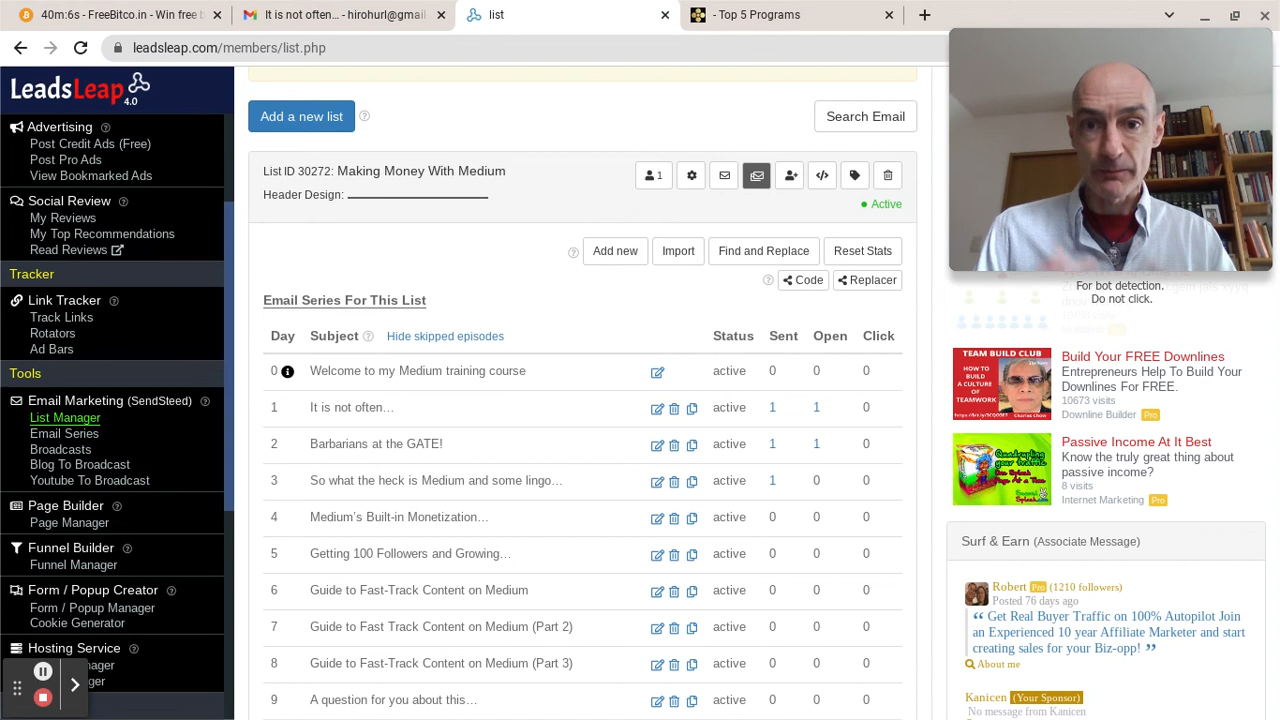 40m:6s - FreeBitco.in - Win free b
It is not often… - hirohurl@gmail
list
- Top 5 Programs
leadsleap.com/members/list.php
LeadsLeap 4.0
Advertising
Post Credit Ads (Free)
Post Pro Ads
View Bookmarked Ads
Social Review
My Reviews
My Top Recommendations
Read Reviews
Tracker
Link Tracker
Track Links
Rotators
Ad Bars
Tools
Email Marketing (SendSteed)
List Manager
Email Series
Broadcasts
Blog To Broadcast
Youtube To Broadcast
Page Builder
Page Manager
Funnel Builder
Funnel Manager
Form / Popup Creator
Form / Popup Manager
Cookie Generator
Hosting Service
Add a new list
Search Email
List ID 30272: Making Money With Medium
1
Header Design:
Active
Add new Import Find and Replace Reset Stats
Code Replacer
Email Series For This List
Day Subject Hide skipped episodes Status Sent Open Click
0 Welcome to my Medium training course active 0 0 0
1 It is not often… active 1 1 0
2 Barbarians at the GATE! active 1 1 0
3 So what the heck is Medium and some lingo… active 1 0 0
4 Medium's Built-in Monetization… active 0 0 0
5 Getting 100 Followers and Growing… active 0 0 0
6 Guide to Fast-Track Content on Medium active 0 0 0
7 Guide to Fast Track Content on Medium (Part 2) active 0 0 0
8 Guide to Fast-Track Content on Medium (Part 3) active 0 0 0
9 A question for you about this… active 0 0 0
For bot detection.
Do not click.
TEAM BUILD CLUB
HOW TO BUILD A CULTURE OF TEAMWORK
Build Your FREE Downlines
Entrepreneurs Help To Build Your
Downlines For FREE.
10673 visits
Downline Builder Pro
Passive Income At It Best
Know the truly great thing about
passive income?
8 visits
Internet Marketing Pro
Surf & Earn (Associate Message)
Robert Pro (1210 followers)
Posted 76 days ago
“ Get Real Buyer Traffic on 100% Autopilot Join
an Experienced 10 year Affiliate Marketer and start
creating sales for your Biz-opp! ”
About me
Kanicen (Your Sponsor)
No message from Kanicen